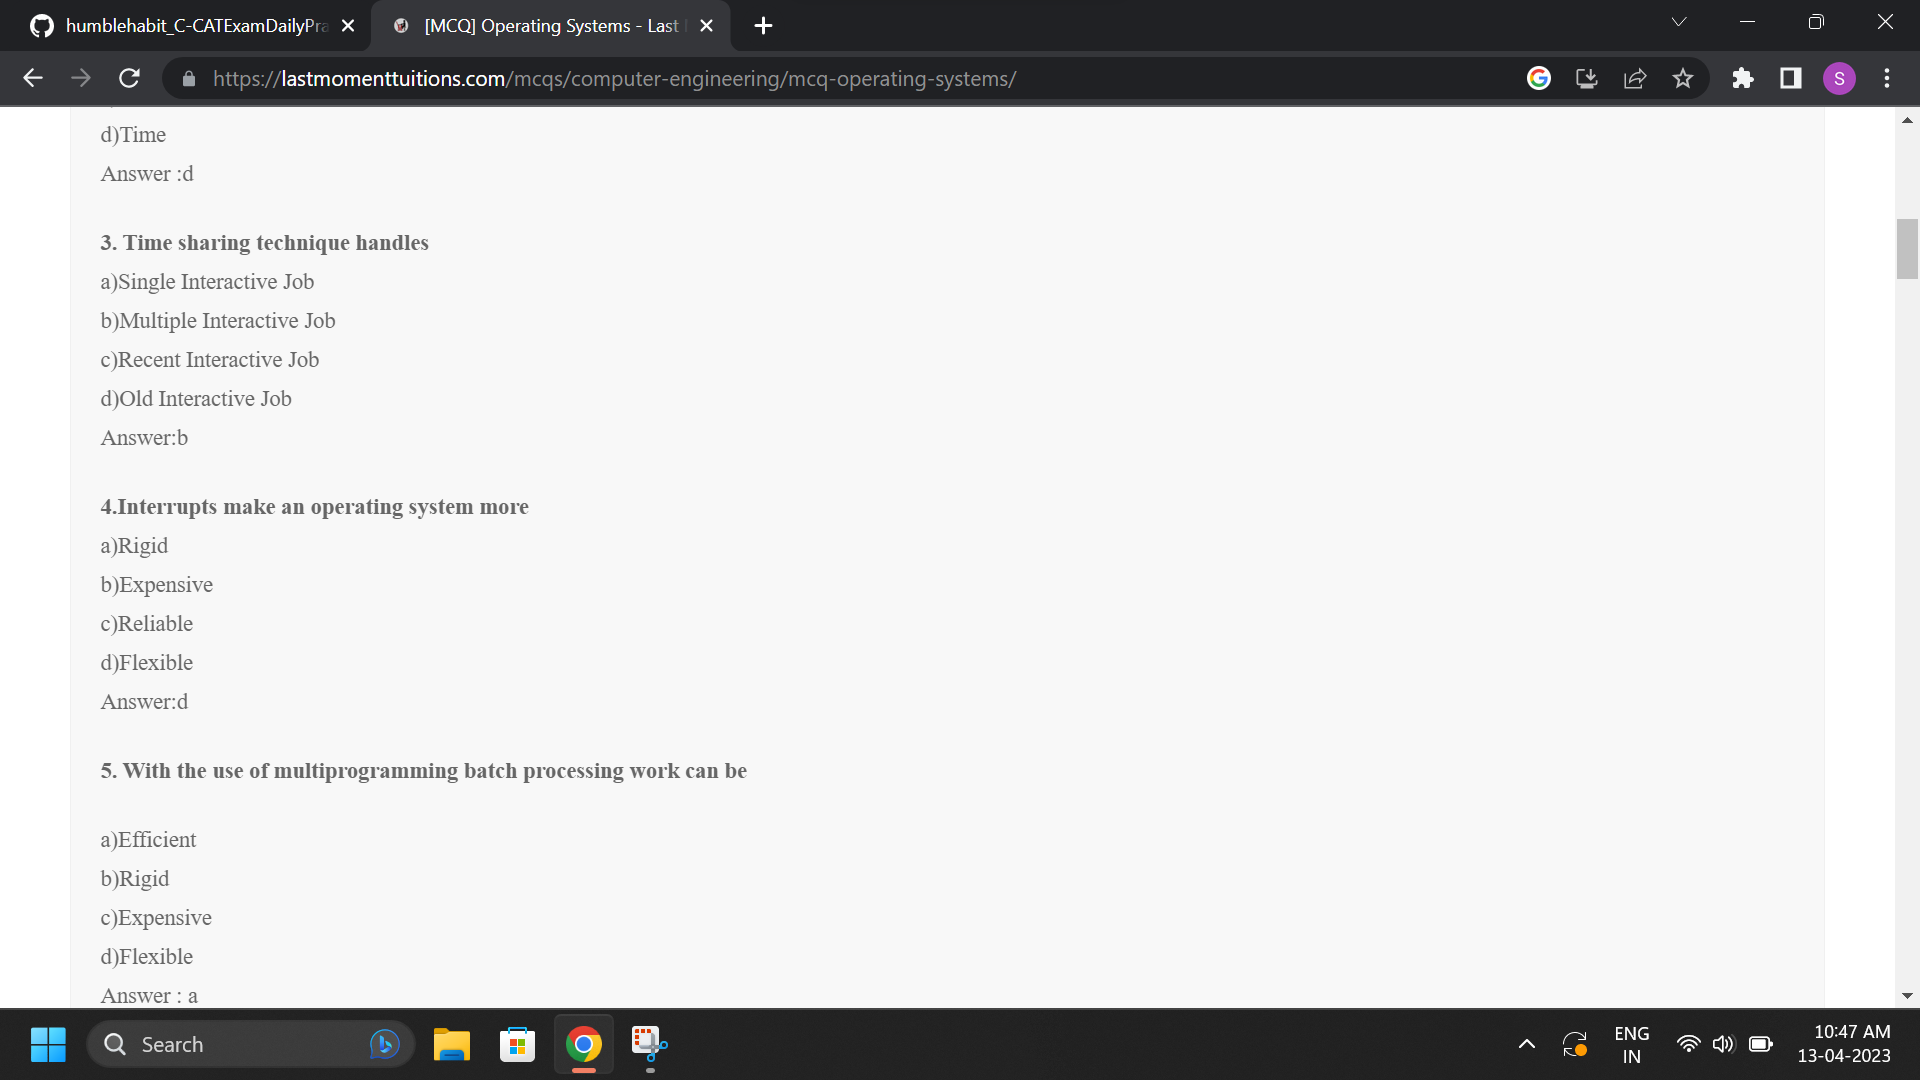 humblehabit_C-CATExamDailyPra
[MCQ] Operating Systems - Last
https://lastmomenttuitions.com/mcqs/computer-engineering/mcq-operating-systems/
S
d)Time
Answer :d
3. Time sharing technique handles
a)Single Interactive Job
b)Multiple Interactive Job
c)Recent Interactive Job
d)Old Interactive Job
Answer:b
4.Interrupts make an operating system more
a)Rigid
b)Expensive
c)Reliable
d)Flexible
Answer:d
5. With the use of multiprogramming batch processing work can be
a)Efficient
b)Rigid
c)Expensive
d)Flexible
Answer : a
Search
ENG
IN
10:47 AM
13-04-2023